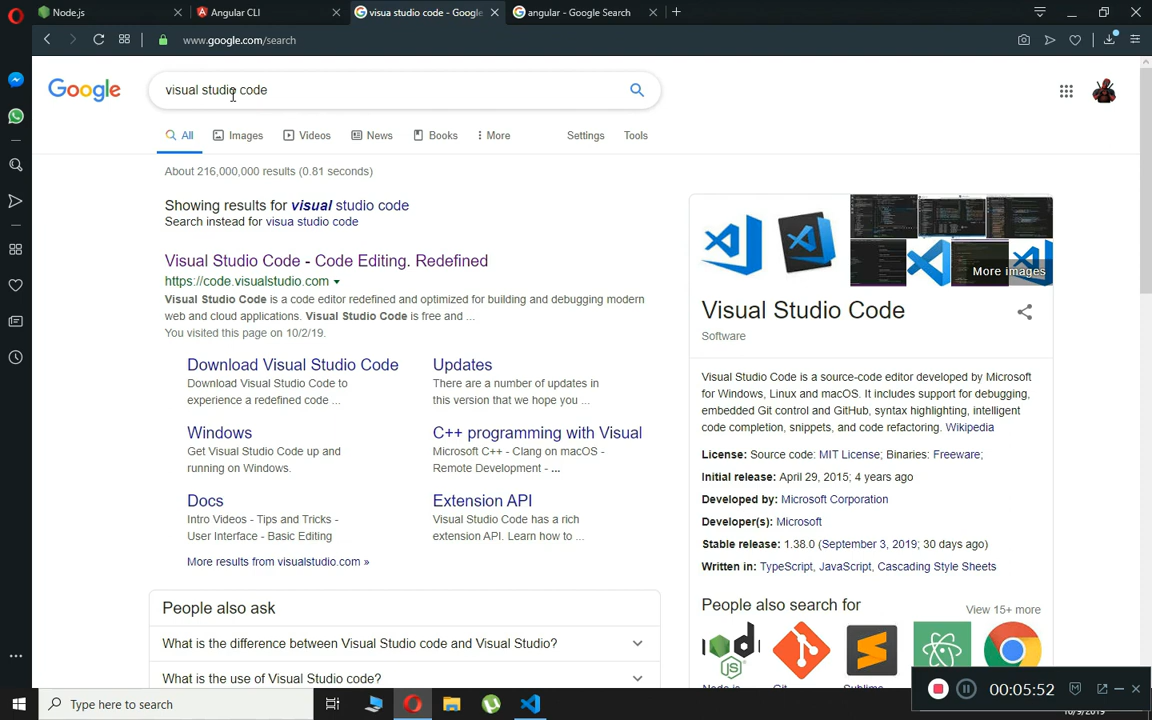 Node.js
Angular CLI
visua studio code - Google
angular - Google Search
www.google.com/search
Google
visual studio code
All
Images
Videos
News
Books
More
Settings
Tools
About 216,000,000 results (0.81 seconds)
Showing results for visual studio code
Search instead for visua studio code
Visual Studio Code - Code Editing. Redefined
https://code.visualstudio.com
Visual Studio Code is a code editor redefined and optimized for building and debugging modern
web and cloud applications. Visual Studio Code is free and ...
You visited this page on 10/2/19.
Download Visual Studio Code
Download Visual Studio Code to
experience a redefined code ...
Updates
There are a number of updates in
this version that we hope you ...
Windows
Get Visual Studio Code up and
running on Windows.
C++ programming with Visual
Microsoft C++ - Clang on macOS -
Remote Development - ...
Docs
Intro Videos - Tips and Tricks -
User Interface - Basic Editing
Extension API
Visual Studio Code has a rich
extension API. Learn how to ...
More results from visualstudio.com »
People also ask
What is the difference between Visual Studio code and Visual Studio?
What is the use of Visual Studio code?
More images
Visual Studio Code
Software
Visual Studio Code is a source-code editor developed by Microsoft
for Windows, Linux and macOS. It includes support for debugging,
embedded Git control and GitHub, syntax highlighting, intelligent
code completion, snippets, and code refactoring. Wikipedia
License: Source code: MIT License; Binaries: Freeware;
Initial release: April 29, 2015; 4 years ago
Developed by: Microsoft Corporation
Developer(s): Microsoft
Stable release: 1.38.0 (September 3, 2019; 30 days ago)
Written in: TypeScript, JavaScript, Cascading Style Sheets
People also search for
View 15+ more
00:05:52
Type here to search